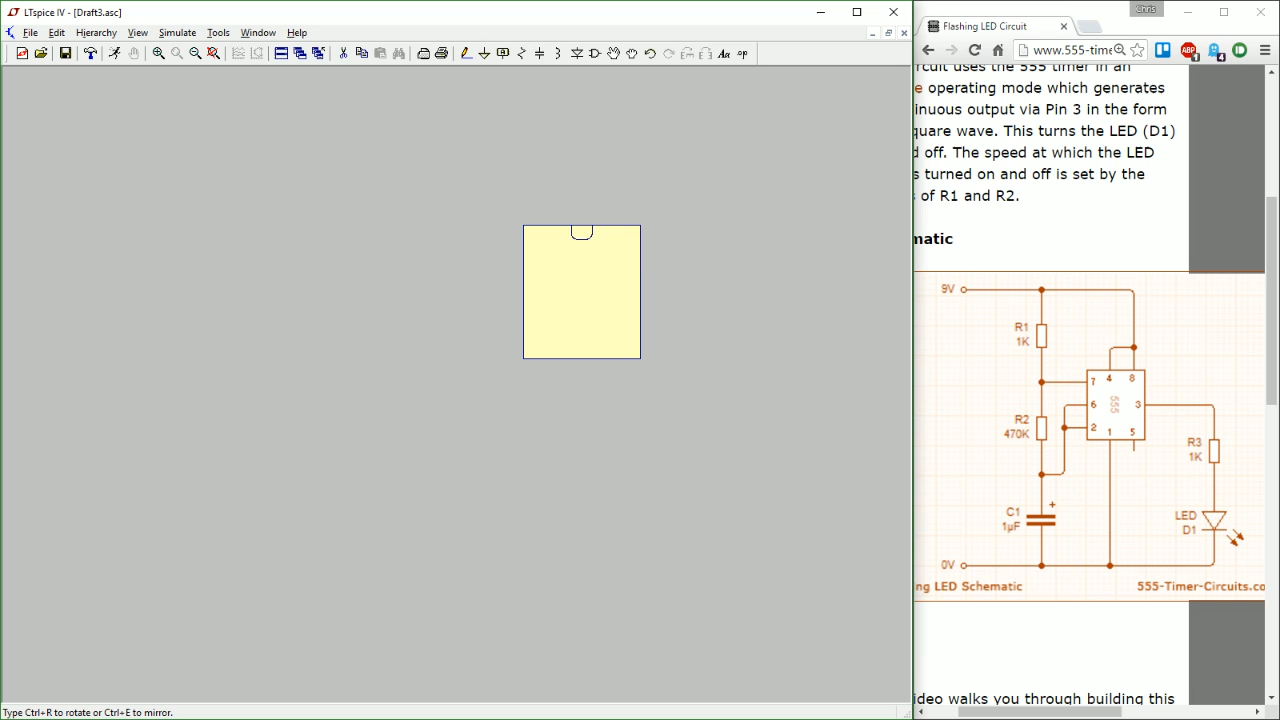 LTspice IV - [Draft3.asc]
File Edit Hierarchy View Simulate Tools Window Help
Aa .op
Type Ctrl+R to rotate or Ctrl+E to mirror.
Chris
Flashing LED Circuit
www.555-time
ABP 1 4
rcuit uses the 555 timer in an
e operating mode which generates
inuous output via Pin 3 in the form
quare wave. This turns the LED (D1)
d off. The speed at which the LED
s turned on and off is set by the
s of R1 and R2.
matic
9V
R1
1K
7 4 8
6 555 3
2 1 5
R2
470K
R3
1K
C1
1µF
+
LED
D1
0V
ng LED Schematic 555-Timer-Circuits.co
ideo walks you through building this